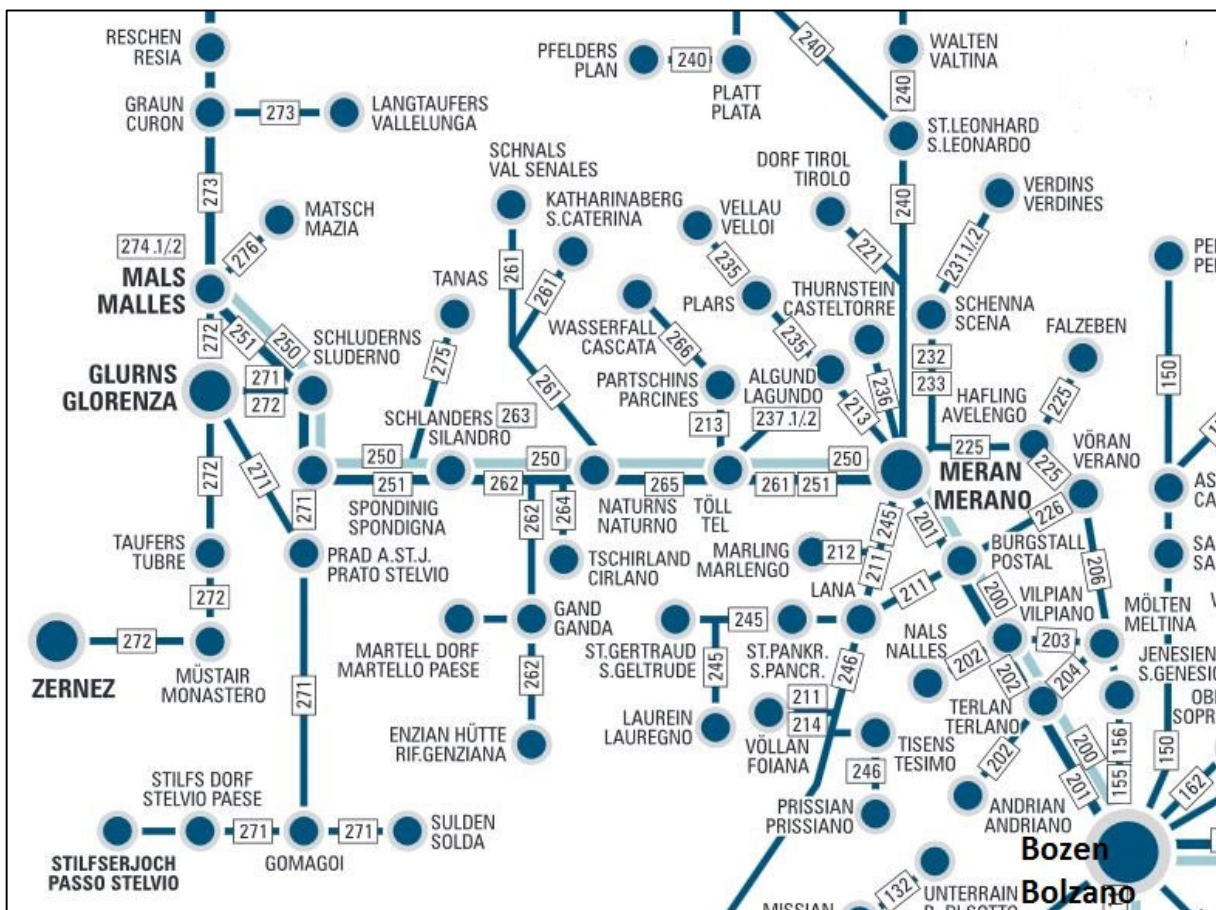 RESCHEN
RESIA
PFELDERS
PLAN
240
PLATT
PLATA
240
WALTEN
VALTINA
240
GRAUN
CURON
273
LANGTAUFERS
VALLELUNGA
ST.LEONHARD
S.LEONARDO
273
SCHNALS
VAL SENALES
KATHARINABERG
S.CATERINA
DORF TIROL
TIROLO
240
VERDINS
VERDINES
MATSCH
MAZIA
VELLAU
VELLOI
274.1/.2
276
MALS
MALLES
261
261
235
221
231.1/.2
TANAS
PLARS
THURNSTEIN
CASTELTORRE
SCHENNA
SCENA
FALZEBEN
WASSERFALL
CASCATA
266
235
272
251
250
SCHLUDERNS
SLUDERNO
275
232
233
150
GLURNS
GLORENZA
271
272
261
PARTSCHINS
PARCINES
ALGUND
LAGUNDO
236
HAFLING
AVELENGO
225
SCHLANDERS
SILANDRO
263
213
237.1/.2
213
225
VÖRAN
VERANO
272
271
250
251
262
250
265
261
251
250
MERAN
MERANO
225
271
SPONDINIG
SPONDIGNA
262
264
NATURNS
NATURNO
TÖLL
TEL
245
201
226
TAUFERS
TUBRE
PRAD A.ST.J.
PRATO STELVIO
TSCHIRLAND
CIRLANO
MARLING
MARLENGO
212
211
BURGSTALL
POSTAL
206
272
LANA
211
200
VILPIAN
VILPIANO
MÖLTEN
MELTINA
272
ZERNEZ
MÜSTAIR
MONASTERO
MARTELL DORF
MARTELLO PAESE
GAND
GANDA
ST.GERTRAUD
S.GELTRUDE
245
ST.PANKR.
S.PANCR.
246
NALS
NALLES
202
203
202
204
JENESIEN
S.GENESIO
271
262
245
211
214
TERLAN
TERLANO
ENZIAN HÜTTE
RIF.GENZIANA
LAUREIN
LAUREGNO
VÖLLAN
FOIANA
TISENS
TESIMO
202
200
201
156
155
150
162
246
STILFS DORF
STELVIO PAESE
PRISSIAN
PRISSIANO
ANDRIAN
ANDRIANO
271
271
SULDEN
SOLDA
STILFSERJOCH
PASSO STELVIO
GOMAGOI
Bozen
Bolzano
132
UNTERRAIN
MISSIAN